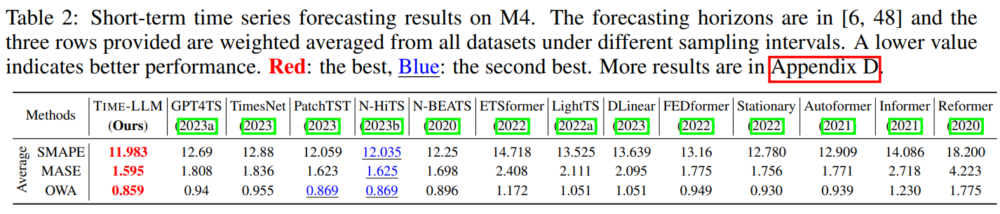 Table 2: Short-term time series forecasting results on M4. The forecasting horizons are in [6, 48] and the
three rows provided are weighted averaged from all datasets under different sampling intervals. A lower value
indicates better performance. Red: the best, Blue: the second best. More results are in Appendix D.
Methods TIME-LLM GPT4TS TimesNet PatchTST N-HiTS N-BEATS ETSformer LightTS DLinear FEDformer Stationary Autoformer Informer Reformer
(Ours) (2023a) (2023) (2023) (2023b) (2020) (2022) (2022a) (2023) (2022) (2022) (2021) (2021) (2020)
Average
SMAPE 11.983 12.69 12.88 12.059 12.035 12.25 14.718 13.525 13.639 13.16 12.780 12.909 14.086 18.200
MASE 1.595 1.808 1.836 1.623 1.625 1.698 2.408 2.111 2.095 1.775 1.756 1.771 2.718 4.223
OWA 0.859 0.94 0.955 0.869 0.869 0.896 1.172 1.051 1.051 0.949 0.930 0.939 1.230 1.775